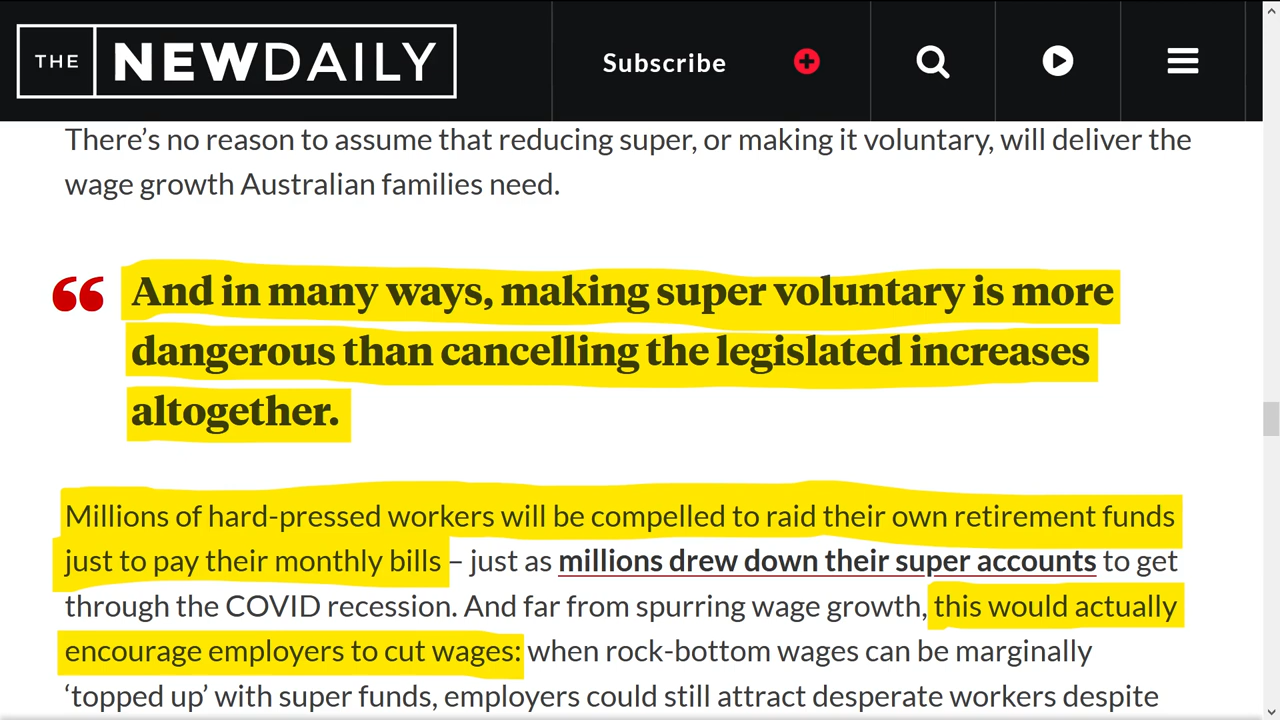 THE NEWDAILY
Subscribe
There’s no reason to assume that reducing super, or making it voluntary, will deliver the
wage growth Australian families need.
“ And in many ways, making super voluntary is more
dangerous than cancelling the legislated increases
altogether.
Millions of hard-pressed workers will be compelled to raid their own retirement funds
just to pay their monthly bills – just as millions drew down their super accounts to get
through the COVID recession. And far from spurring wage growth, this would actually
encourage employers to cut wages: when rock-bottom wages can be marginally
‘topped up’ with super funds, employers could still attract desperate workers despite